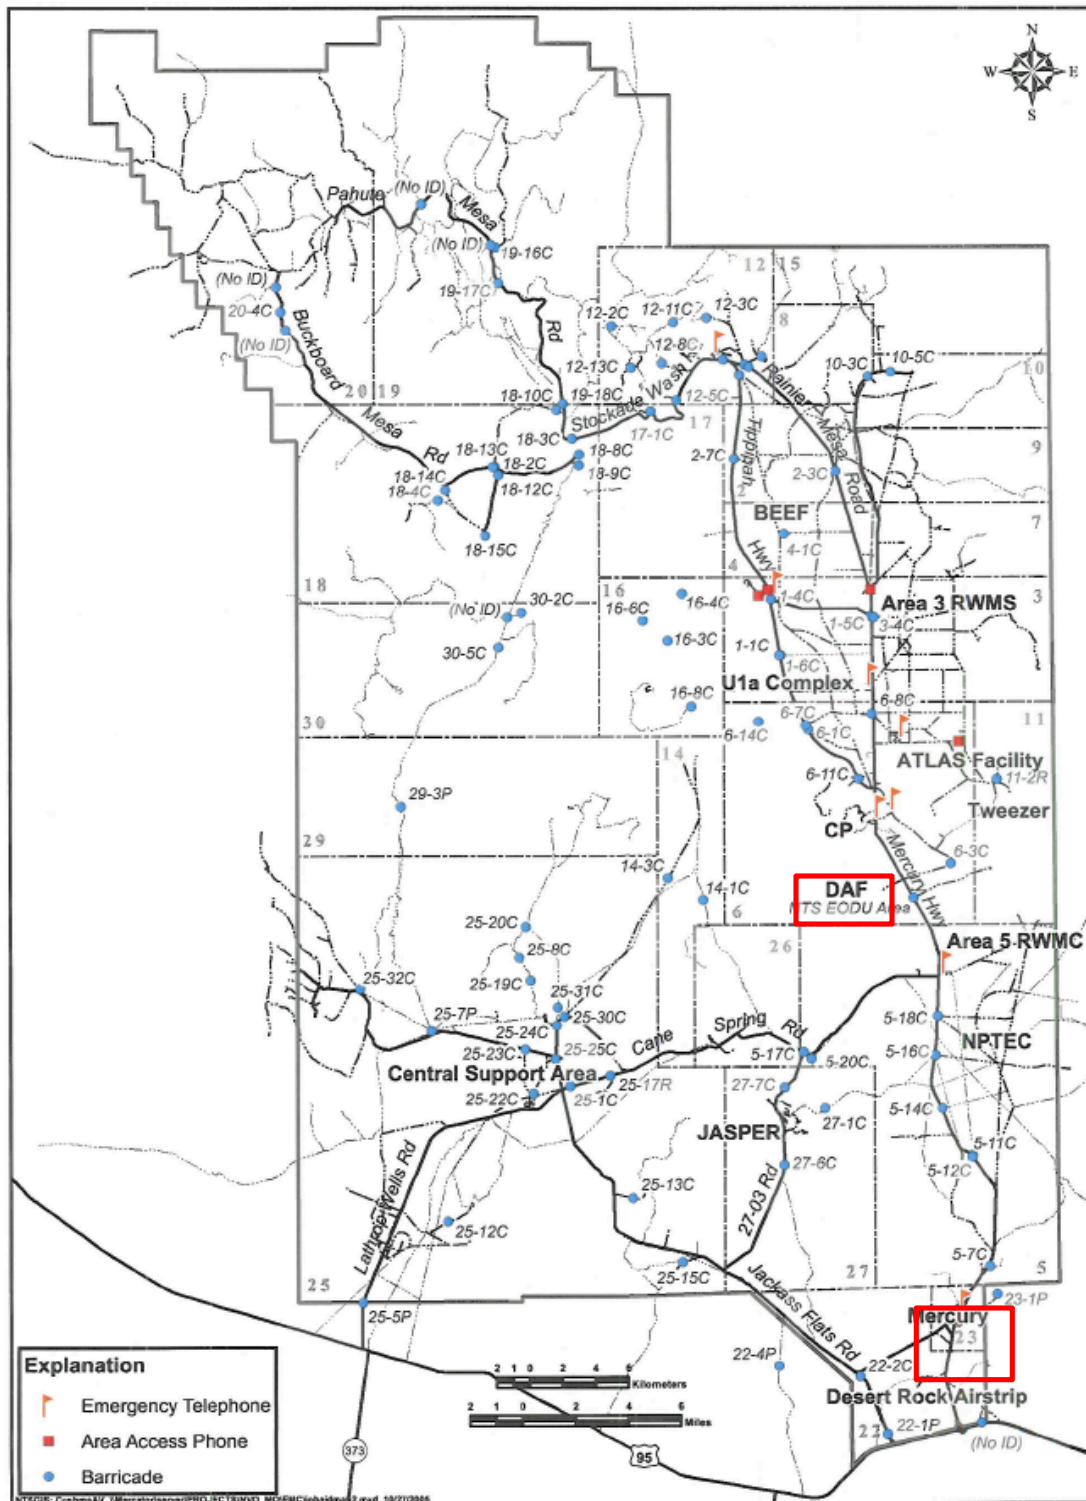 N
W E
S
Pahute
(No ID)
Mesa
(No ID)
19-16C
12 15
(No ID)
19-17C
20-4C
12-2C
12-11C
12-3C
8
(No ID)
Buckboard
Rd
12-8C
12-13C
10-3C
10-5C
10
Rainier
20 19
18-10C
19-18C
Stockade Wash
12-5C
17-1C
17
Mesa
Rd
18-3C
Tippipah
Mesa
9
18-13C
18-2C
18-8C
18-9C
2-7C
2-3C
18-14C
18-4C
18-12C
2
Road
BEEF
7
18-15C
4-1C
Hwy
4
18
16
16-4C
1-4C
Area 3 RWMS
3
(No ID)
30-2C
16-6C
1-5C
3-4C
30-5C
16-3C
1-1C
1-6C
U1a Complex
16-8C
6-8C
30
6-7C
11
6-14C
6-1C
14
ATLAS Facility
6-11C
11-2R
29-3P
Tweezer
CP
Mercury Hwy
29
6-3C
14-3C
DAF
14-1C
NTS EODU Area
6
25-20C
26
Area 5 RWMC
25-8C
25-32C
25-19C
25-31C
25-7P
25-30C
Spring
5-18C
25-24C
Cane
Rd
NPTEC
25-23C
25-25C
5-17C
5-20C
5-16C
Central Support Area
25-17R
27-7C
25-22C
25-1C
27-1C
5-14C
JASPER
5-11C
27-6C
5-12C
Lathrop Wells Rd
25-13C
27-03 Rd
25-12C
5-7C
25-15C
5
25
27
25-5P
Jackass Flats Rd
23-1P
Mercury
23
22-4P
22-2C
Desert Rock Airstrip
22
22-1P
(No ID)
Explanation
Emergency Telephone
Area Access Phone
Barricade
2 1 0 2 4 6
Kilometers
2 1 0 2 4 6
Miles
373
95